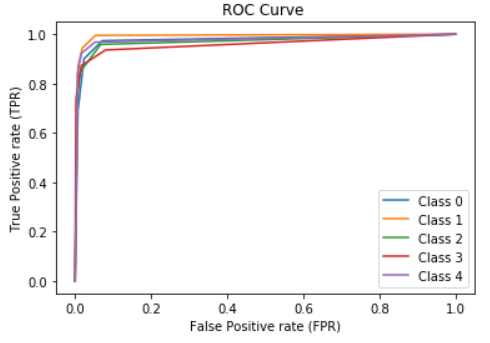 ROC Curve
True Positive rate (TPR)
1.0
0.8
0.6
0.4
0.2
0.0
Class 0
Class 1
Class 2
Class 3
Class 4
0.0 0.2 0.4 0.6 0.8 1.0
False Positive rate (FPR)